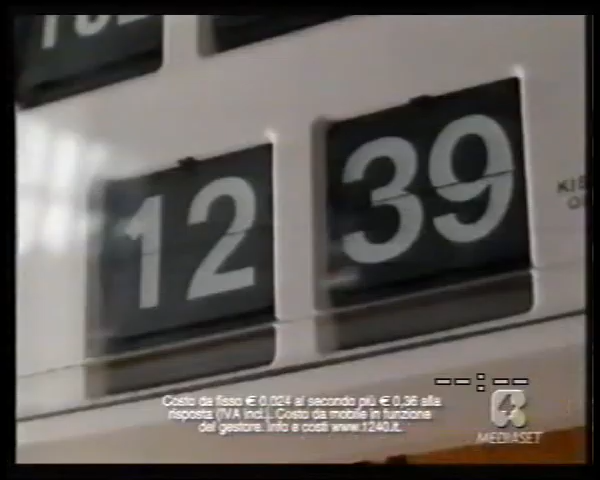 12 39
--:--
Costo da fisso € 0,024 al secondo più € 0,36 alla
risposta (IVA incl.). Costo da mobile in funzione
del gestore. Info e costi www.1240.it.
4
MEDIASET